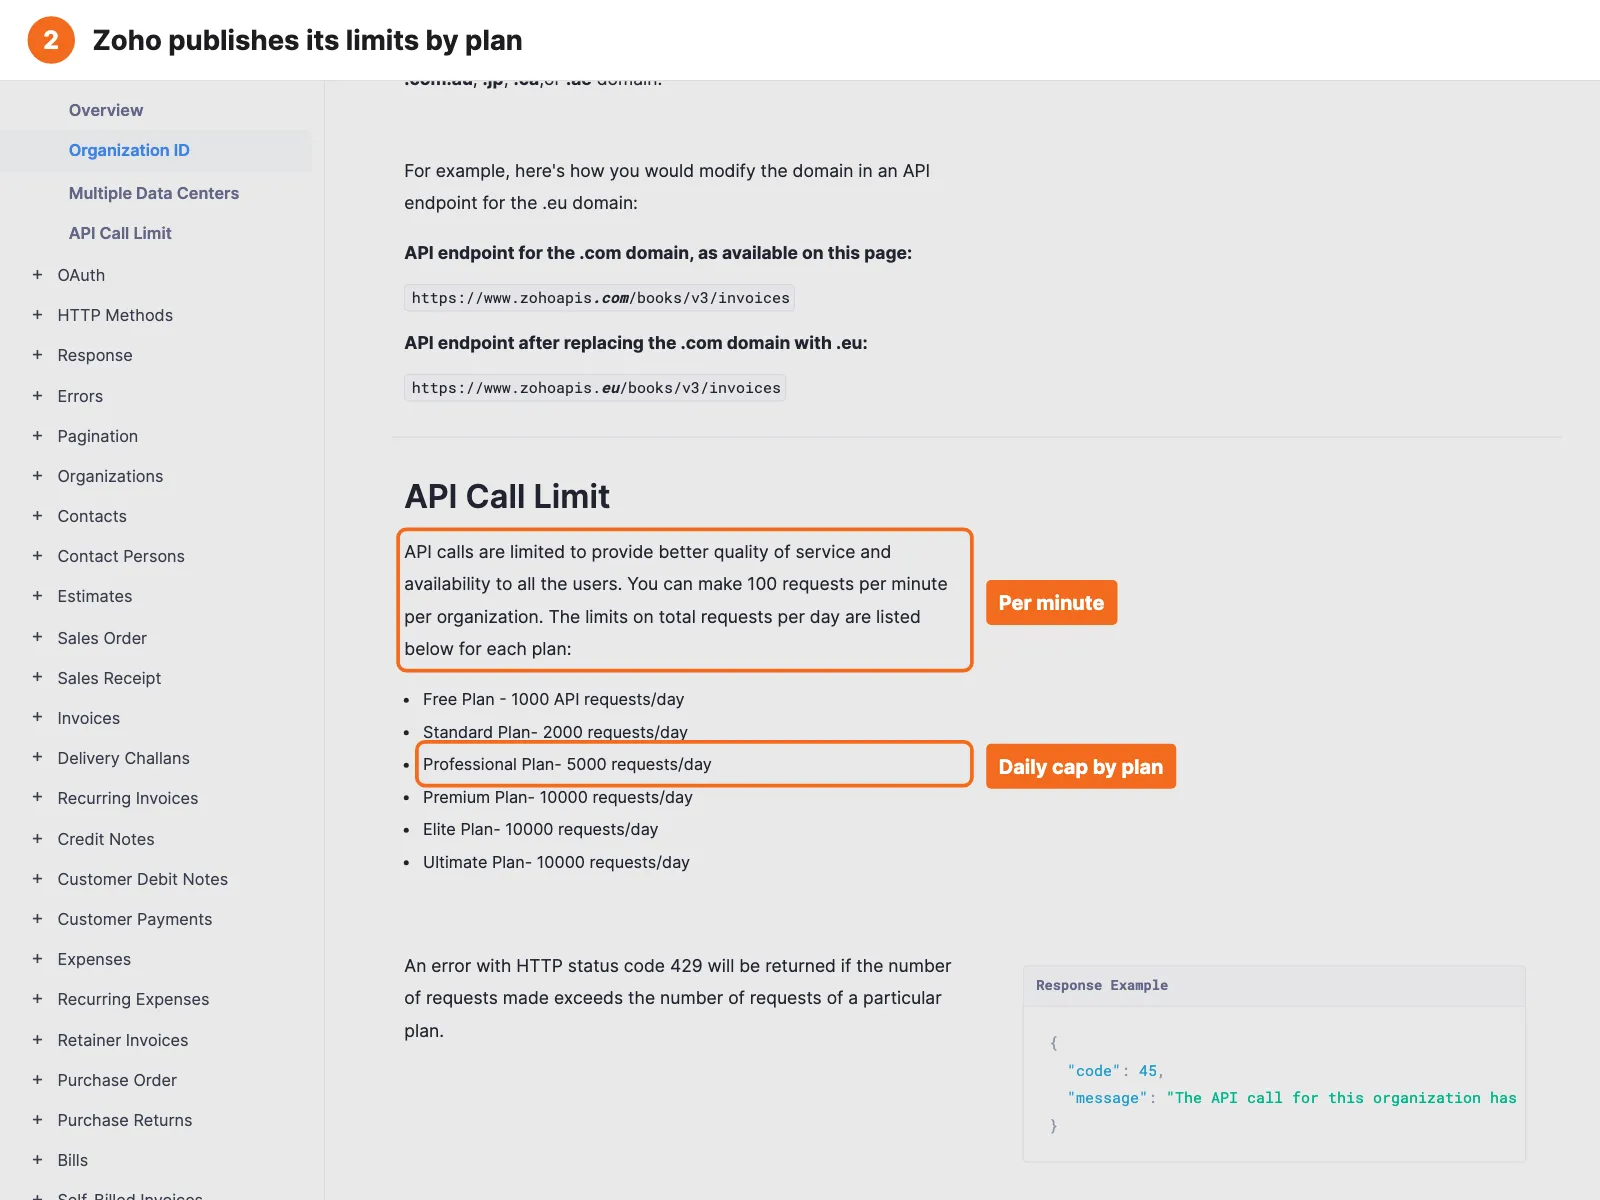 2 Zoho publishes its limits by plan
Overview
Organization ID
Multiple Data Centers
API Call Limit
+ OAuth
+ HTTP Methods
+ Response
+ Errors
+ Pagination
+ Organizations
+ Contacts
+ Contact Persons
+ Estimates
+ Sales Order
+ Sales Receipt
+ Invoices
+ Delivery Challans
+ Recurring Invoices
+ Credit Notes
+ Customer Debit Notes
+ Customer Payments
+ Expenses
+ Recurring Expenses
+ Retainer Invoices
+ Purchase Order
+ Purchase Returns
+ Bills
+ Self-Billed Invoices
.com.au, .jp, .ca,or .ae domain.
For example, here's how you would modify the domain in an API
endpoint for the .eu domain:
API endpoint for the .com domain, as available on this page:
https://www.zohoapis.com/books/v3/invoices
API endpoint after replacing the .com domain with .eu:
https://www.zohoapis.eu/books/v3/invoices
API Call Limit
API calls are limited to provide better quality of service and
availability to all the users. You can make 100 requests per minute
per organization. The limits on total requests per day are listed
below for each plan:
Per minute
• Free Plan - 1000 API requests/day
• Standard Plan- 2000 requests/day
• Professional Plan- 5000 requests/day
Daily cap by plan
• Premium Plan- 10000 requests/day
• Elite Plan- 10000 requests/day
• Ultimate Plan- 10000 requests/day
An error with HTTP status code 429 will be returned if the number
of requests made exceeds the number of requests of a particular
plan.
Response Example
{
"code": 45,
"message": "The API call for this organization has
}